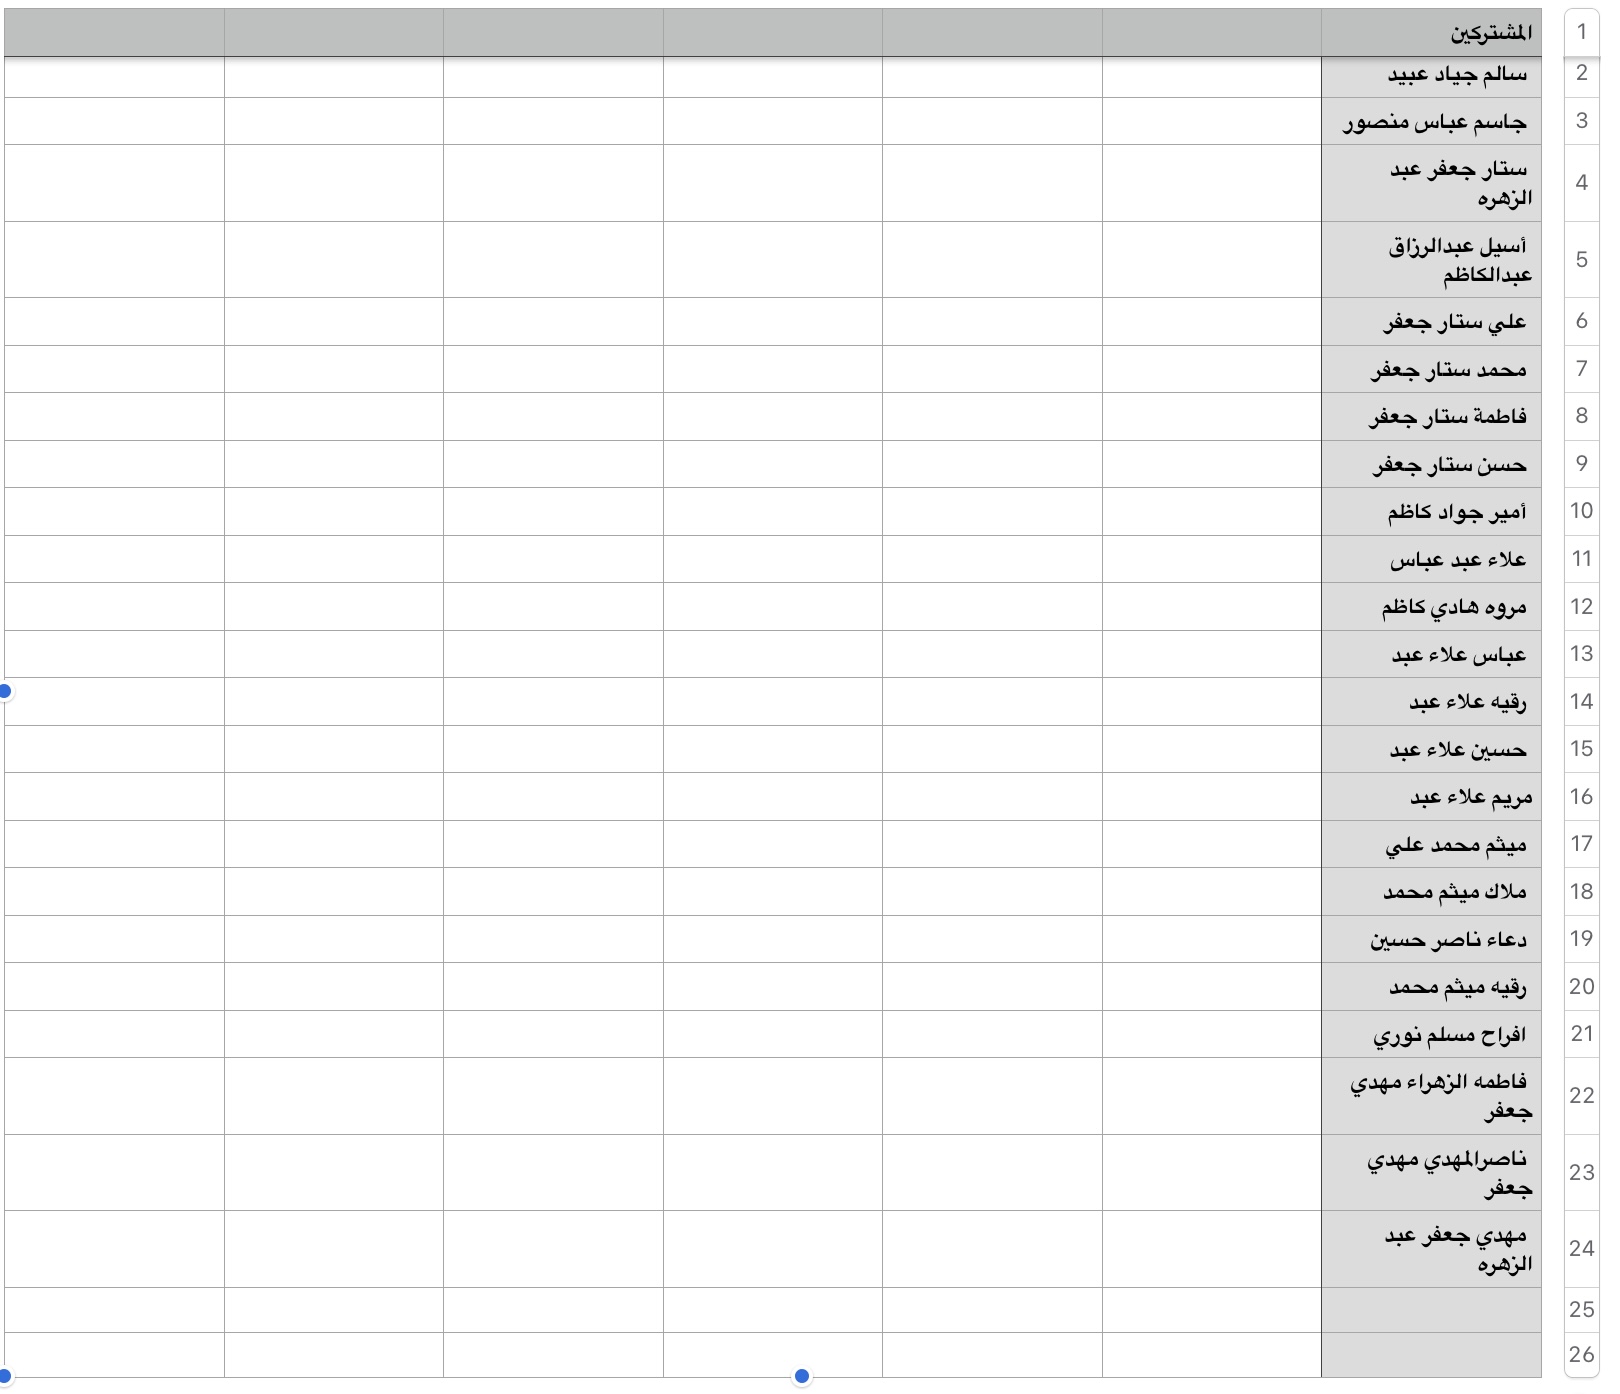 المشتركين
1
سالم جياد عبيد
2
جاسم عباس منصور
3
ستار جعفر عبد
الزهره
4
أسيل عبدالرزاق
عبدالكاظم
5
علي ستار جعفر
6
محمد ستار جعفر
7
فاطمة ستار جعفر
8
حسن ستار جعفر
9
أمير جواد كاظم
10
علاء عبد عباس
11
مروه هادي كاظم
12
عباس علاء عبد
13
رقيه علاء عبد
14
حسين علاء عبد
15
مريم علاء عبد
16
ميثم محمد علي
17
ملاك ميثم محمد
18
دعاء ناصر حسين
19
رقيه ميثم محمد
20
افراح مسلم نوري
21
فاطمه الزهراء مهدي
جعفر
22
ناصرالمهدي مهدي
جعفر
23
مهدي جعفر عبد
الزهره
24
25
26